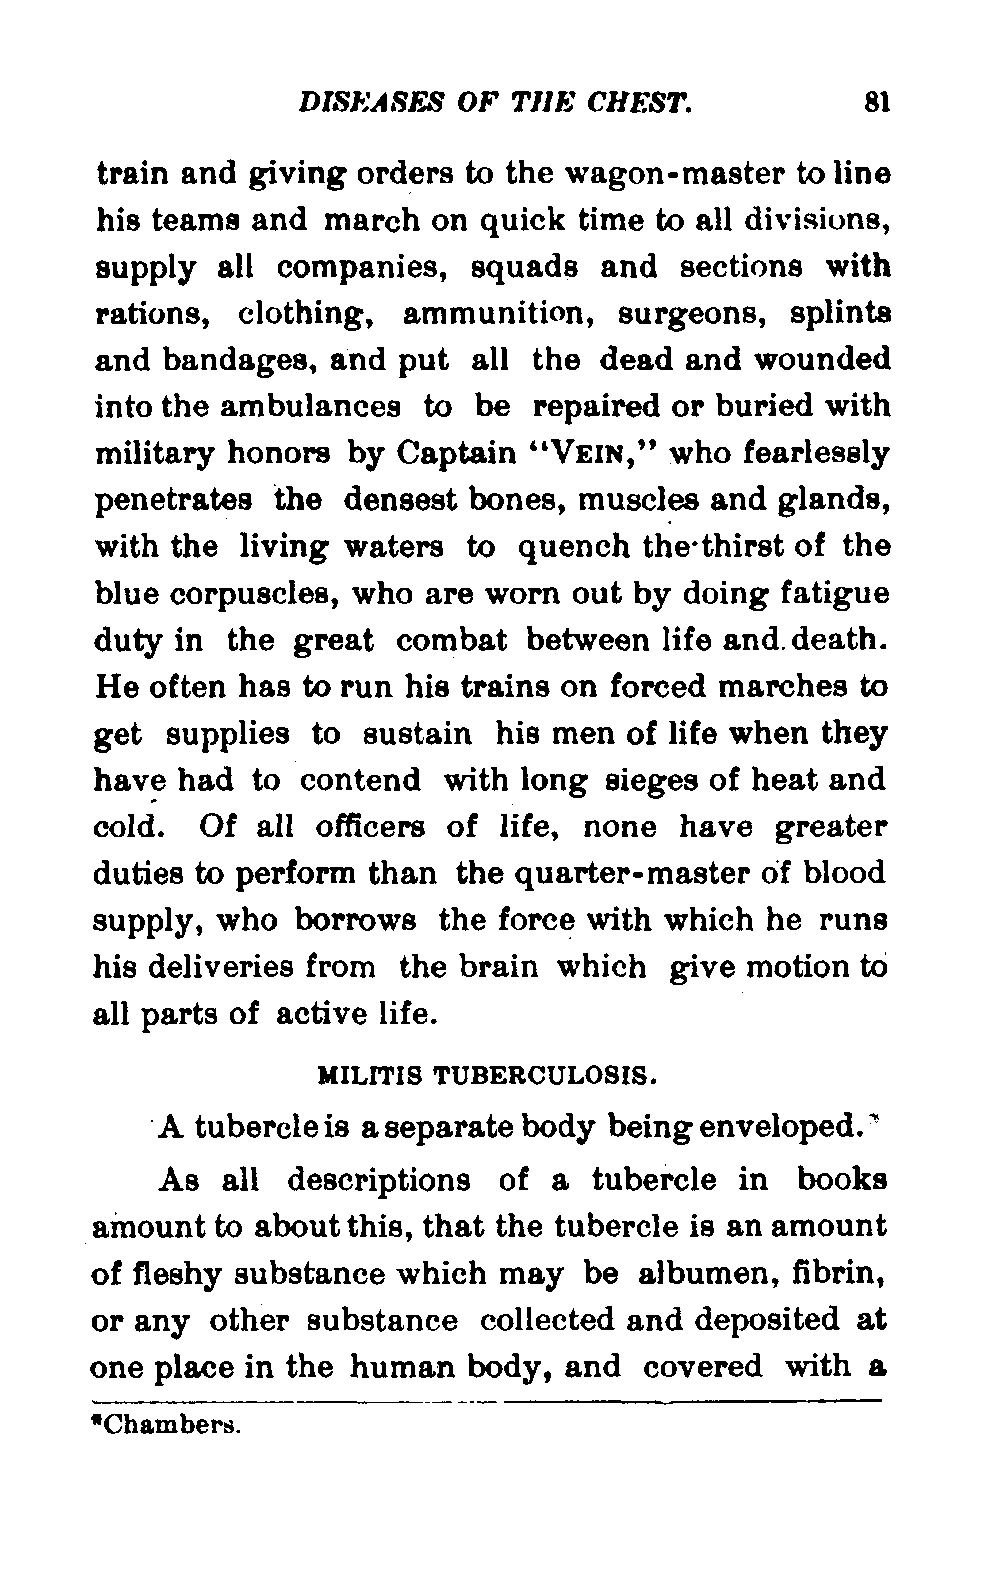 DISEASES OF THE CHEST. 81
train and giving orders to the wagon-master to line
his teams and march on quick time to all divisions,
supply all companies, squads and sections with
rations, clothing, ammunition, surgeons, splints
and bandages, and put all the dead and wounded
into the ambulances to be repaired or buried with
military honors by Captain “VEIN,” who fearlessly
penetrates the densest bones, muscles and glands,
with the living waters to quench the thirst of the
blue corpuscles, who are worn out by doing fatigue
duty in the great combat between life and death.
He often has to run his trains on forced marches to
get supplies to sustain his men of life when they
have had to contend with long sieges of heat and
cold. Of all officers of life, none have greater
duties to perform than the quarter-master of blood
supply, who borrows the force with which he runs
his deliveries from the brain which give motion to
all parts of active life.
MILITIS TUBERCULOSIS.
A tubercle is a separate body being enveloped.*
As all descriptions of a tubercle in books
amount to about this, that the tubercle is an amount
of fleshy substance which may be albumen, fibrin,
or any other substance collected and deposited at
one place in the human body, and covered with a
*Chambers.